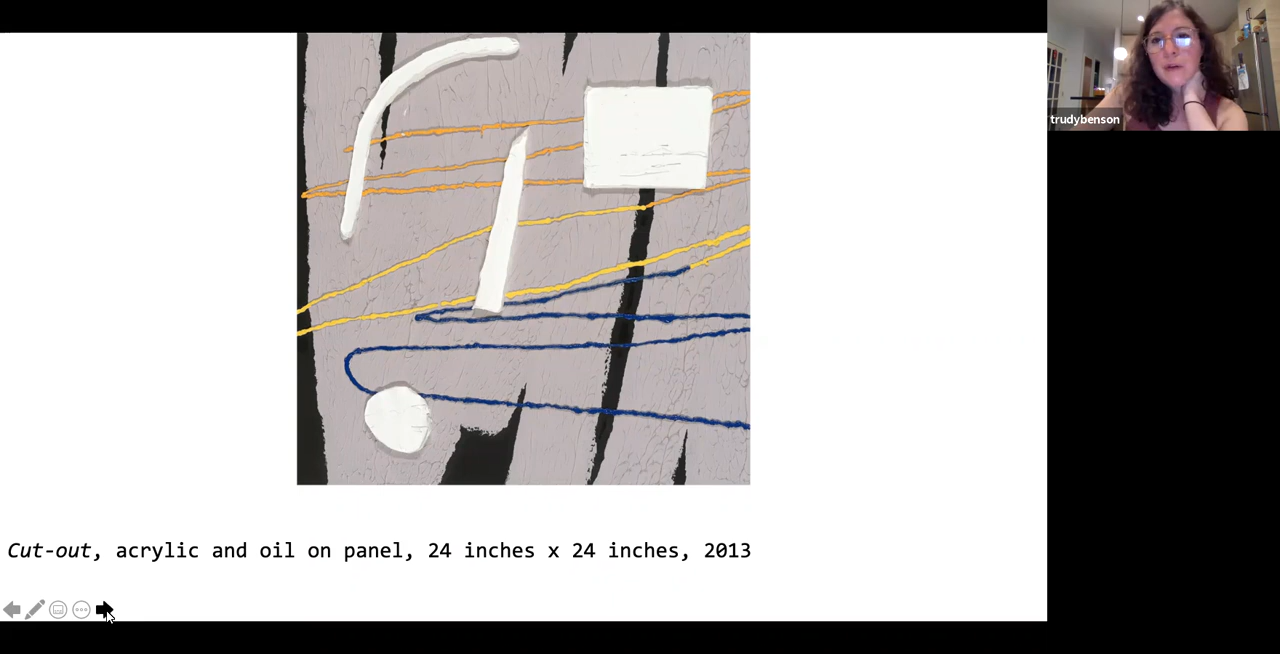 trudybenson
Cut-out, acrylic and oil on panel, 24 inches x 24 inches, 2013